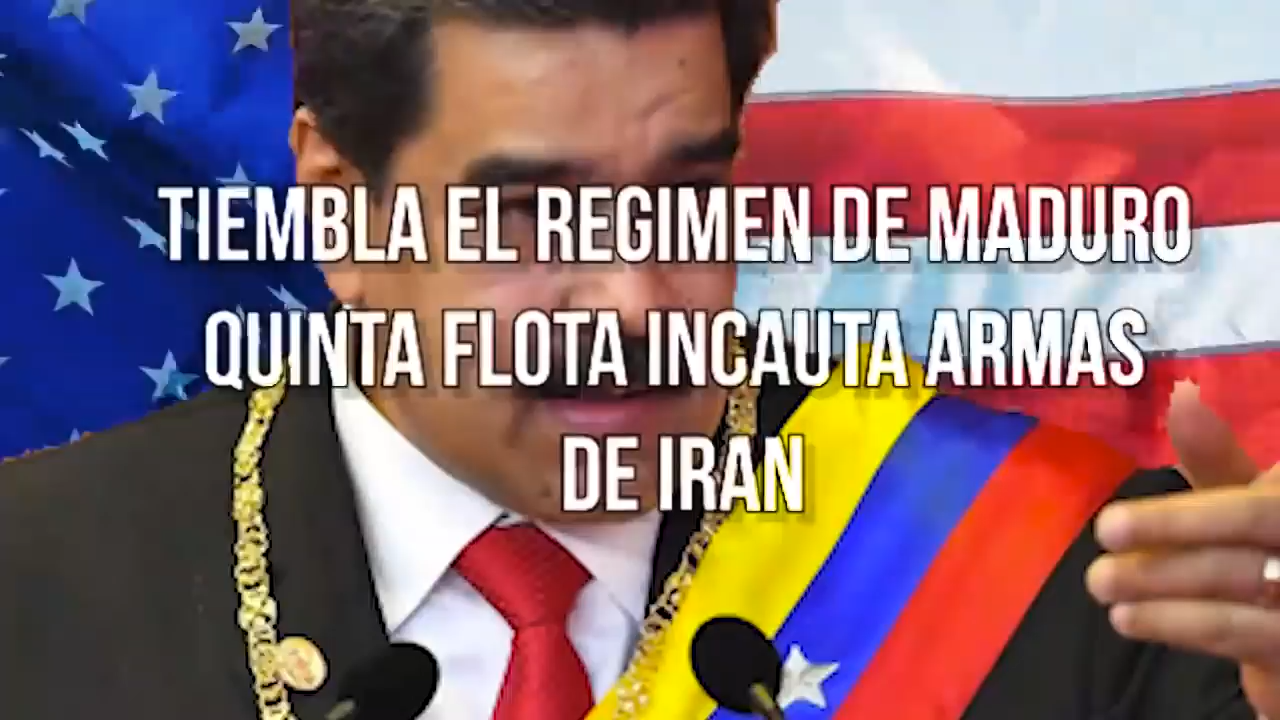 TIEMBLA EL REGIMEN DE MADURO
QUINTA FLOTA INCAUTA ARMAS
DE IRAN